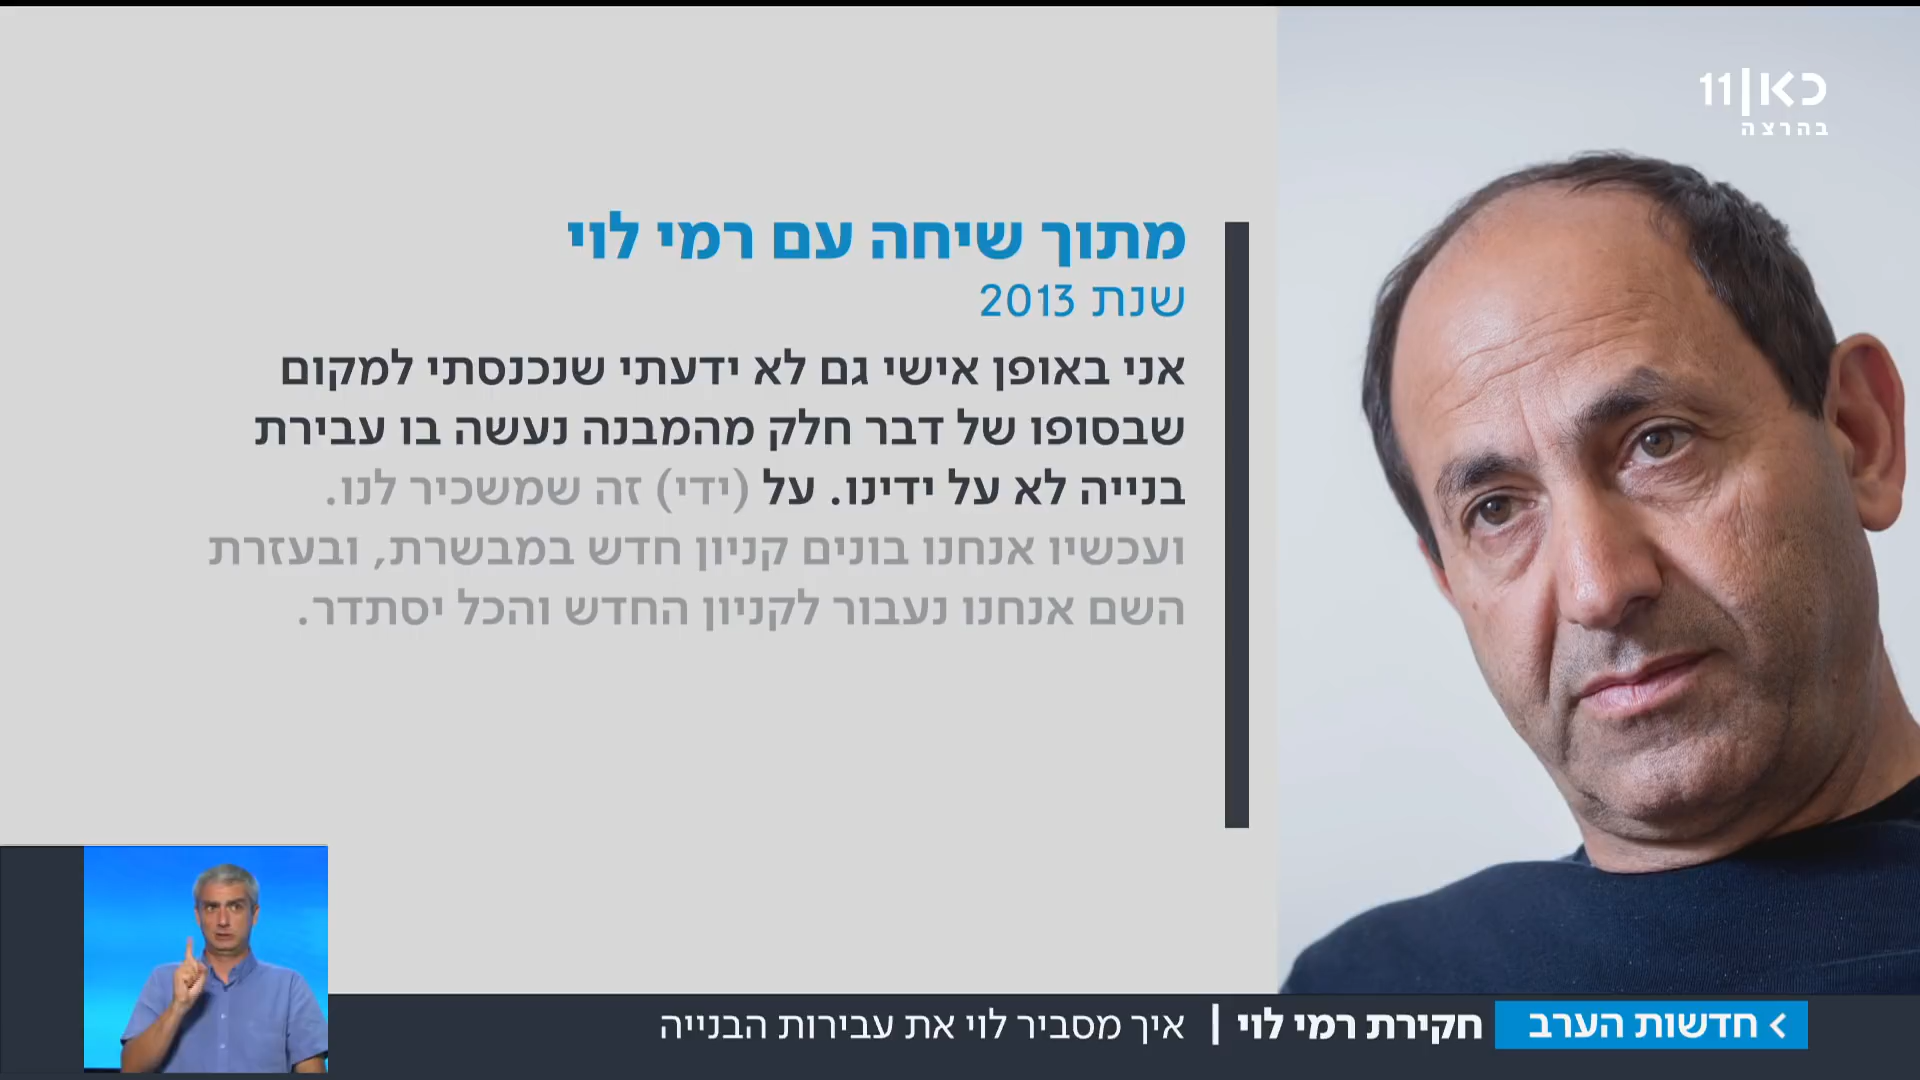 כאן 11
בהרצה
מתוך שיחה עם רמי לוי
שנת 2013
אני באופן אישי גם לא ידעתי שנכנסתי למקום
שבסופו של דבר חלק מהמבנה נעשה בו עבירת
בנייה לא על ידינו. על (ידי) זה שמשכיר לנו.
ועכשיו אנחנו בונים קניון חדש במבשרת, ובעזרת
השם אנחנו נעבור לקניון החדש והכל יסתדר.
חדשות הערב
חקירת רמי לוי | איך מסביר לוי את עבירות הבנייה